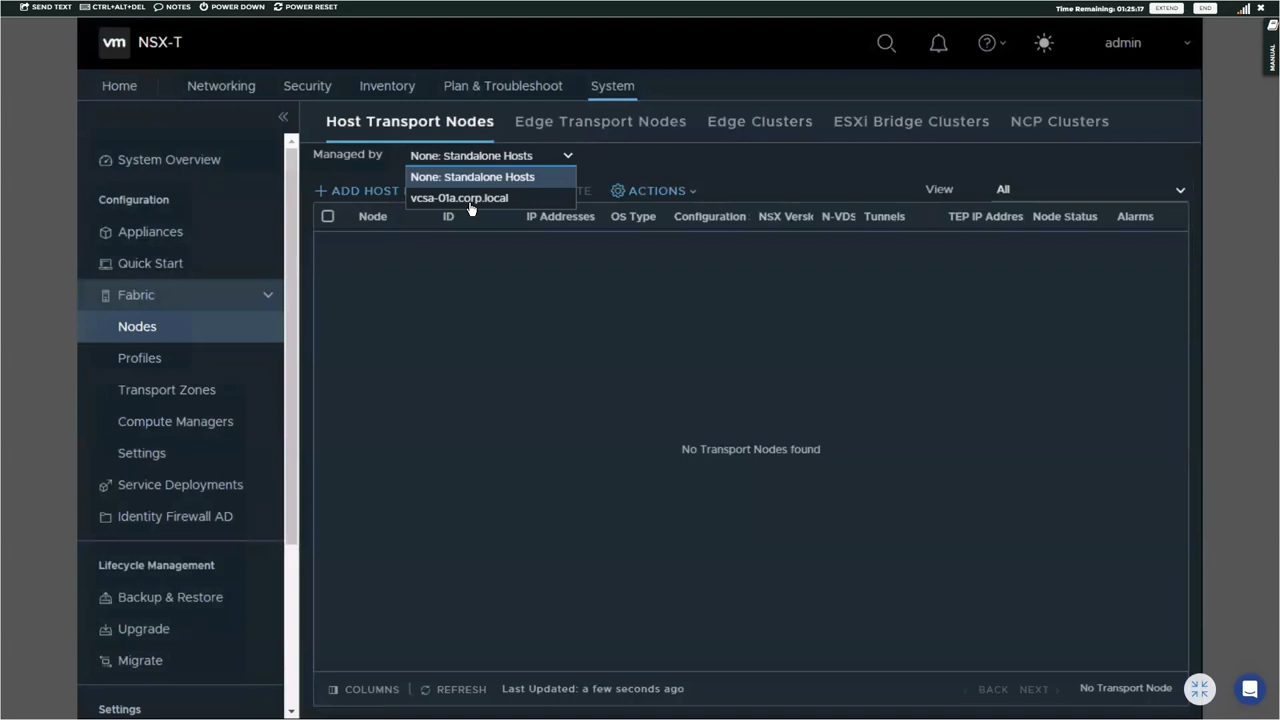 SEND TEXT CTRL+ALT+DEL NOTES POWER DOWN POWER RESET Time Remaining: 01:25:17 EXTEND END
MANUAL
vm NSX-T admin
Home Networking Security Inventory Plan & Troubleshoot System
Host Transport Nodes Edge Transport Nodes Edge Clusters ESXi Bridge Clusters NCP Clusters
Managed by None: Standalone Hosts
None: Standalone Hosts
vcsa-01a.corp.local
ADD HOST TE ACTIONS View All
Node ID IP Addresses OS Type Configuration NSX Versi N-VDS Tunnels TEP IP Addres Node Status Alarms
No Transport Nodes found
System Overview
Configuration
Appliances
Quick Start
Fabric
Nodes
Profiles
Transport Zones
Compute Managers
Settings
Service Deployments
Identity Firewall AD
Lifecycle Management
Backup & Restore
Upgrade
Migrate
Settings
COLUMNS REFRESH Last Updated: a few seconds ago BACK NEXT No Transport Node